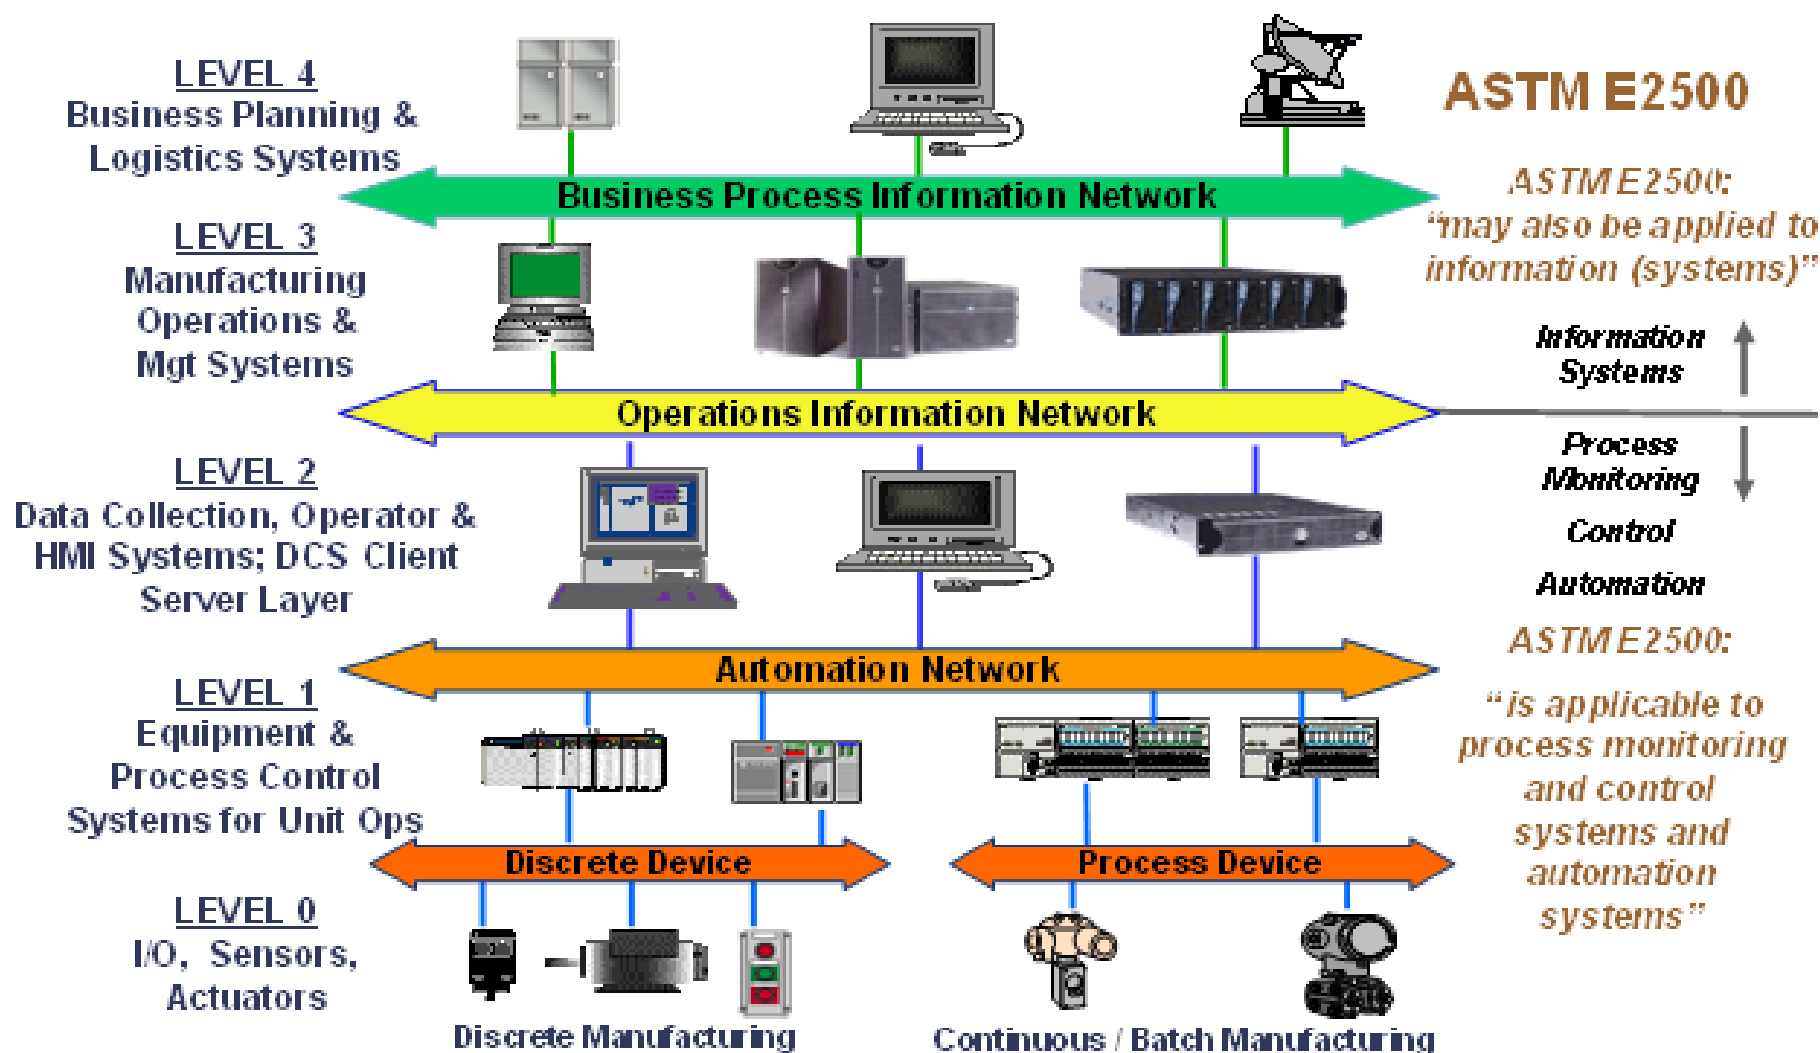 LEVEL 4
Business Planning &
Logistics Systems
Business Process Information Network
LEVEL 3
Manufacturing
Operations &
Mgt Systems
Operations Information Network
LEVEL 2
Data Collection, Operator &
HMI Systems; DCS Client
Server Layer
Automation Network
LEVEL 1
Equipment &
Process Control
Systems for Unit Ops
Discrete Device
Process Device
LEVEL 0
I/O, Sensors,
Actuators
Discrete Manufacturing
Continuous / Batch Manufacturing
ASTM E2500
ASTM E2500:
“may also be applied to
information (systems)”
Information
Systems
Process
Monitoring
Control
Automation
ASTM E2500:
“is applicable to
process monitoring
and control
systems and
automation
systems”